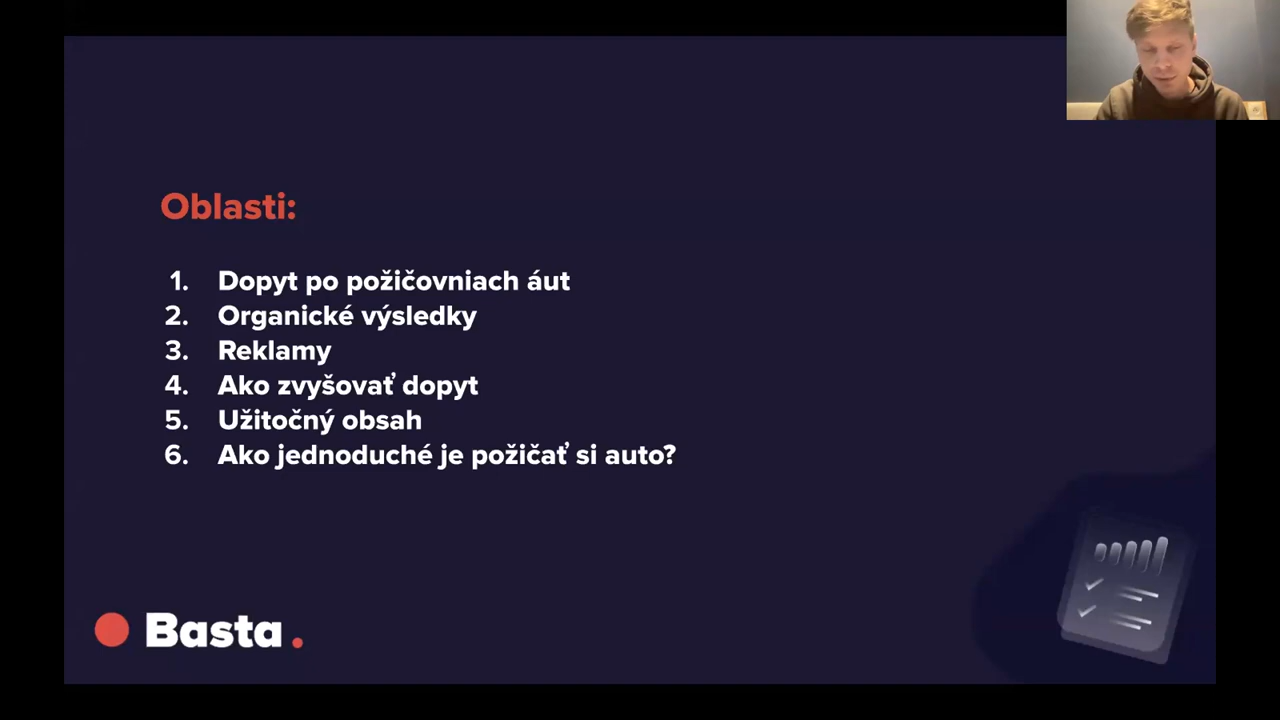 Oblasti:
1. Dopyt po požičovniach áut
2. Organické výsledky
3. Reklamy
4. Ako zvyšovať dopyt
5. Užitočný obsah
6. Ako jednoduché je požičať si auto?
Basta.